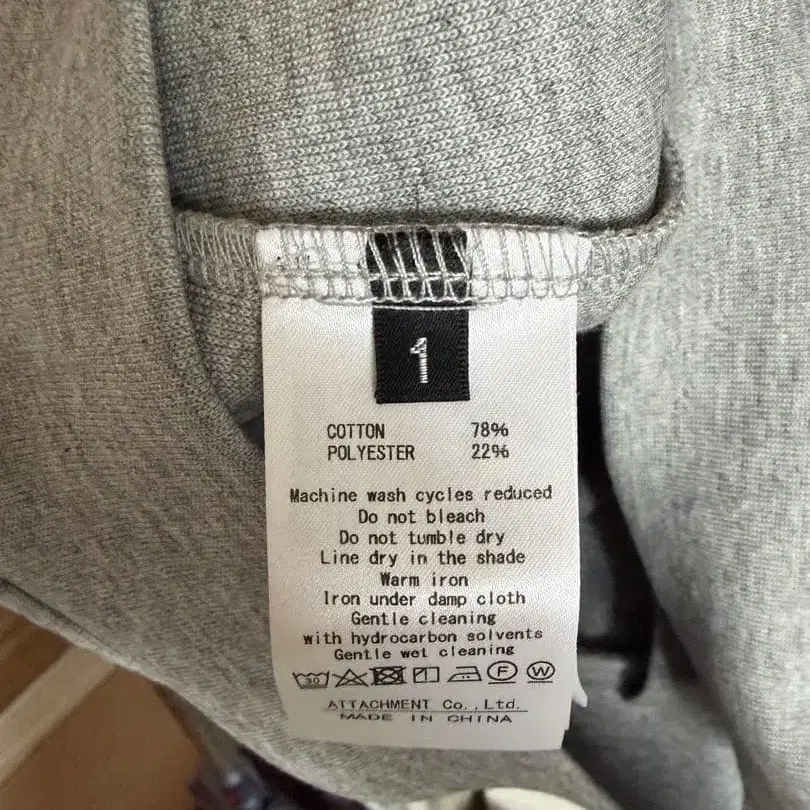 1
COTTON 78%
POLYESTER 22%
Machine wash cycles reduced
Do not bleach
Do not tumble dry
Line dry in the shade
Warm iron
Iron under damp cloth
Gentle cleaning
with hydrocarbon solvents
Gentle wet cleaning
30 F W
ATTACHMENT Co.,Ltd.
MADE IN CHINA